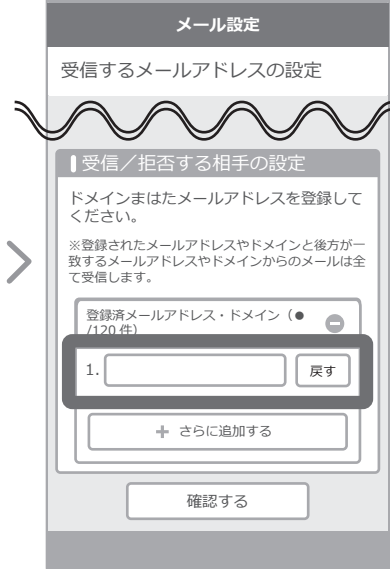 メール設定
受信するメールアドレスの設定
受信／拒否する相手の設定
ドメインまはたメールアドレスを登録して
ください。
※登録されたメールアドレスやドメインと後方が一
致するメールアドレスやドメインからのメールは全
て受信します。
登録済メールアドレス・ドメイン（●
/120 件）
1. 戻す
＋ さらに追加する
確認する